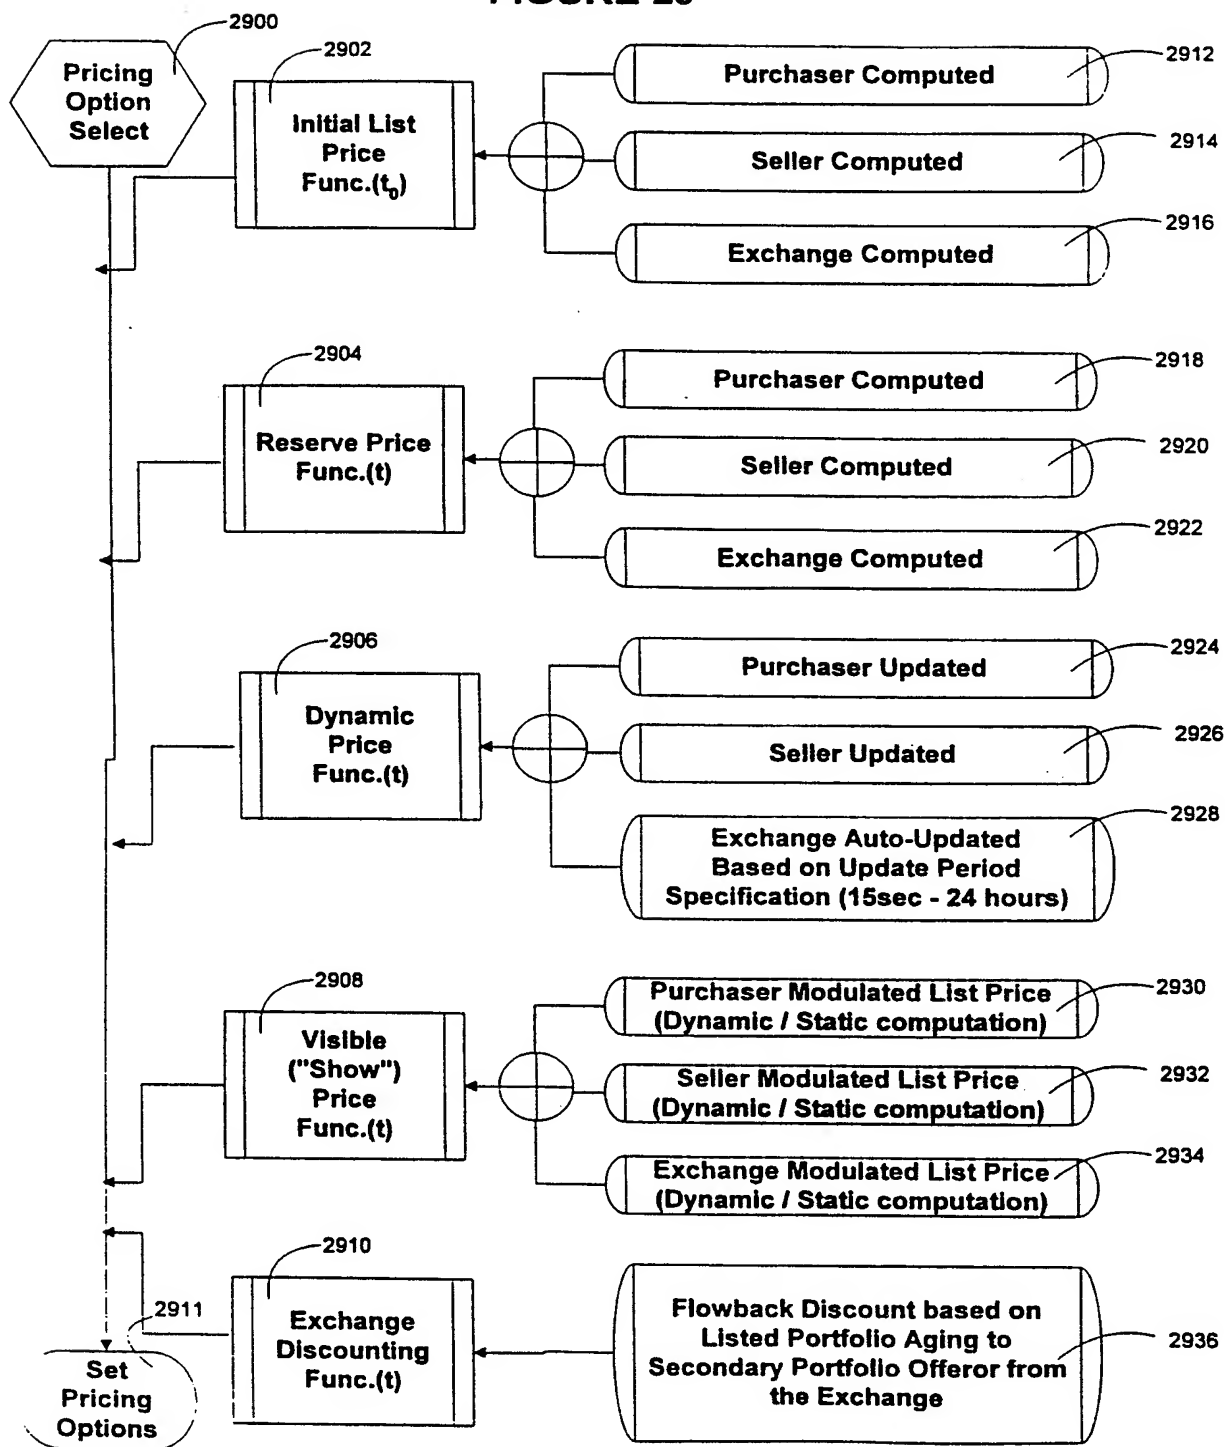 2900
Pricing
Option
Select
2902
Initial List
Price
Func.(t₀)
Purchaser Computed
2912
Seller Computed
2914
Exchange Computed
2916
2904
Reserve Price
Func.(t)
Purchaser Computed
2918
Seller Computed
2920
Exchange Computed
2922
2906
Dynamic
Price
Func.(t)
Purchaser Updated
2924
Seller Updated
2926
Exchange Auto-Updated
Based on Update Period
Specification (15sec - 24 hours)
2928
2908
Visible
("Show")
Price
Func.(t)
Purchaser Modulated List Price
(Dynamic / Static computation)
2930
Seller Modulated List Price
(Dynamic / Static computation)
2932
Exchange Modulated List Price
(Dynamic / Static computation)
2934
2910
Exchange
Discounting
Func.(t)
Flowback Discount based on
Listed Portfolio Aging to
Secondary Portfolio Offeror from
the Exchange
2936
2911
Set
Pricing
Options